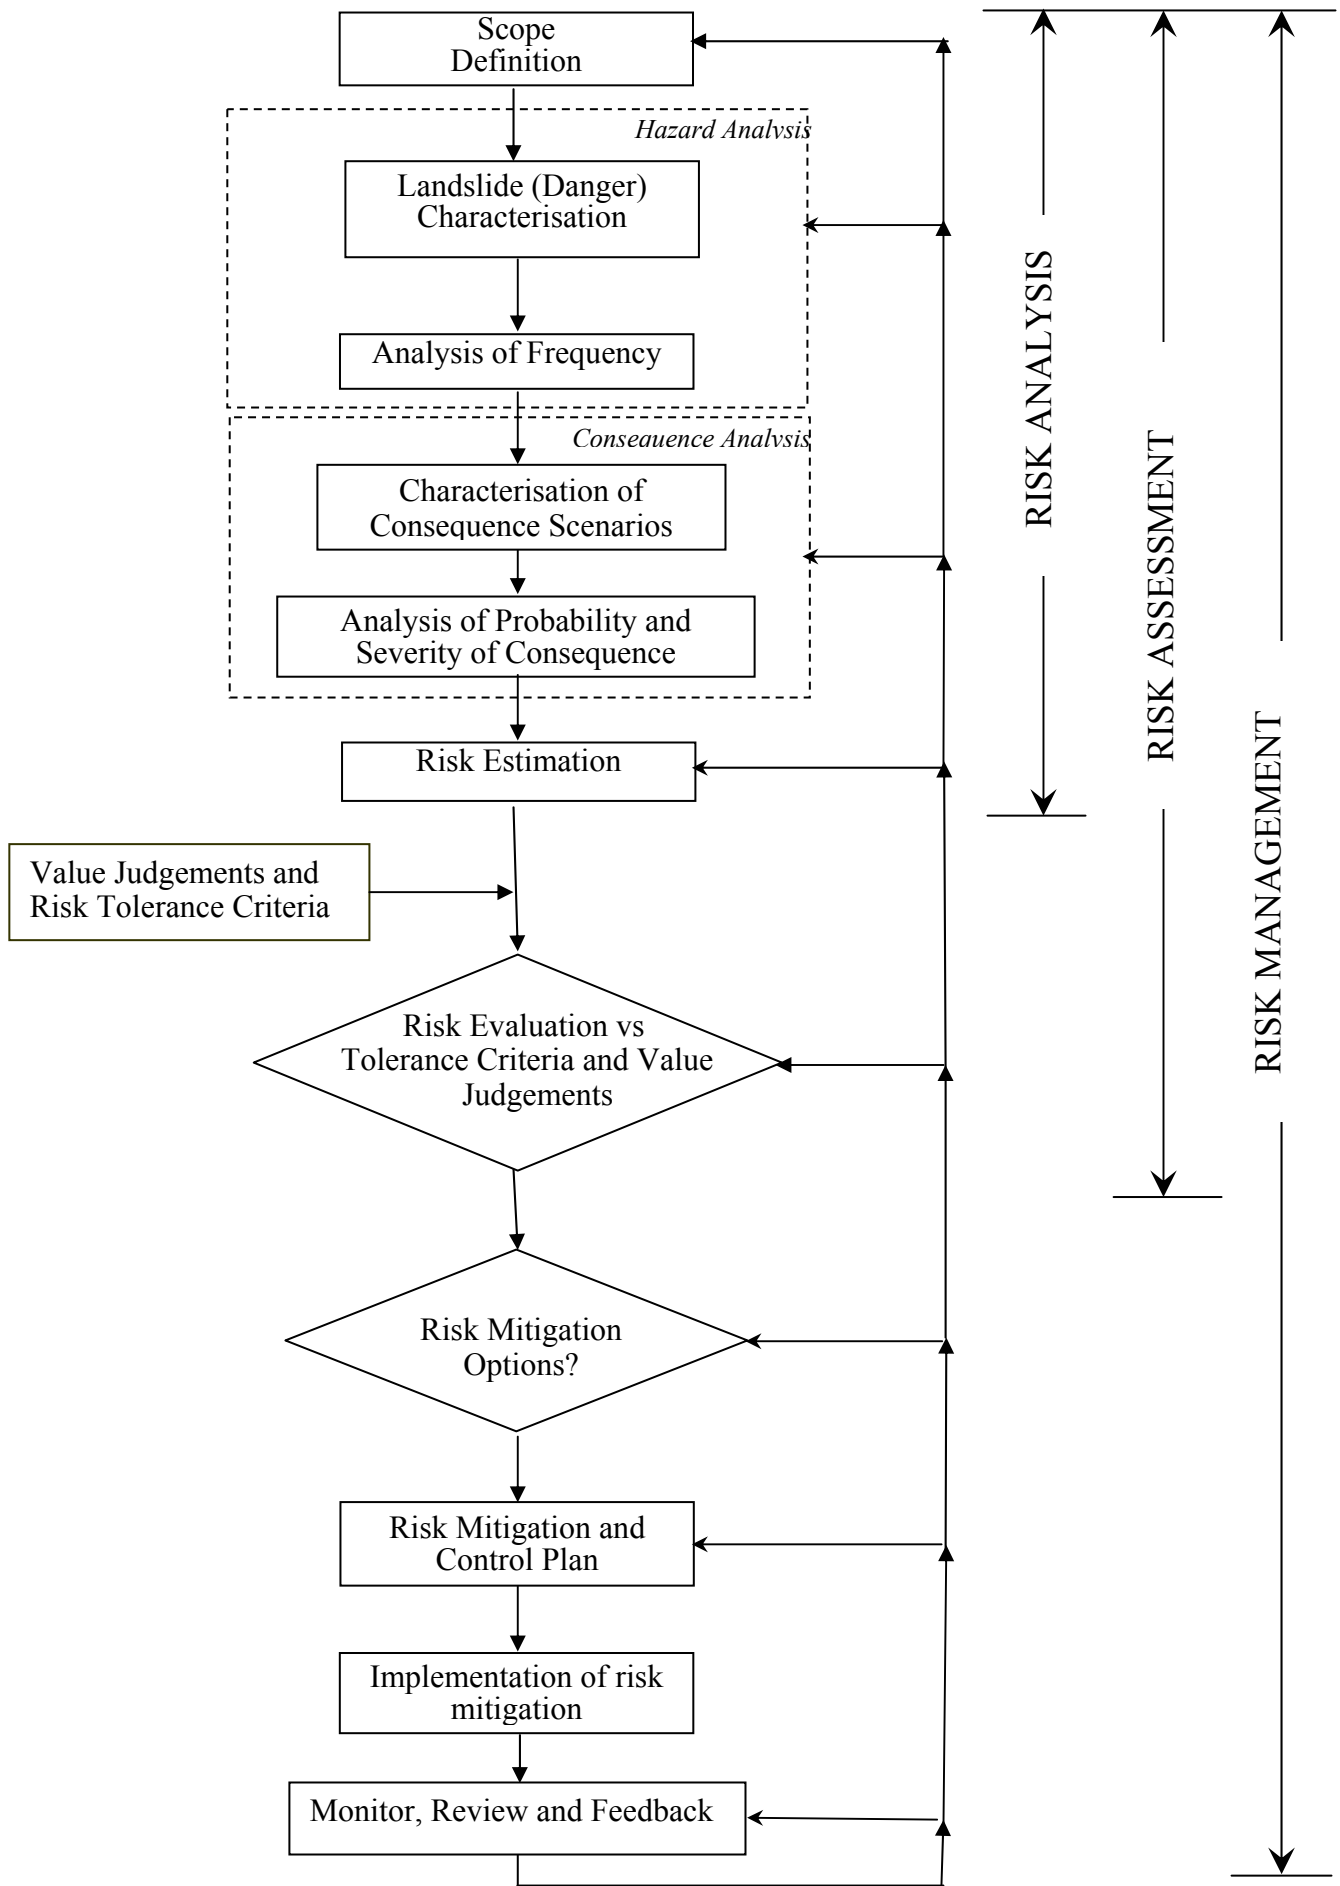 Scope
Definition
Hazard Analysis
Landslide (Danger)
Characterisation
Analysis of Frequency
Consequence Analysis
Characterisation of
Consequence Scenarios
Analysis of Probability and
Severity of Consequence
Risk Estimation
Value Judgements and
Risk Tolerance Criteria
Risk Evaluation vs
Tolerance Criteria and Value
Judgements
Risk Mitigation
Options?
Risk Mitigation and
Control Plan
Implementation of risk
mitigation
Monitor, Review and Feedback
RISK ANALYSIS
RISK ASSESSMENT
RISK MANAGEMENT